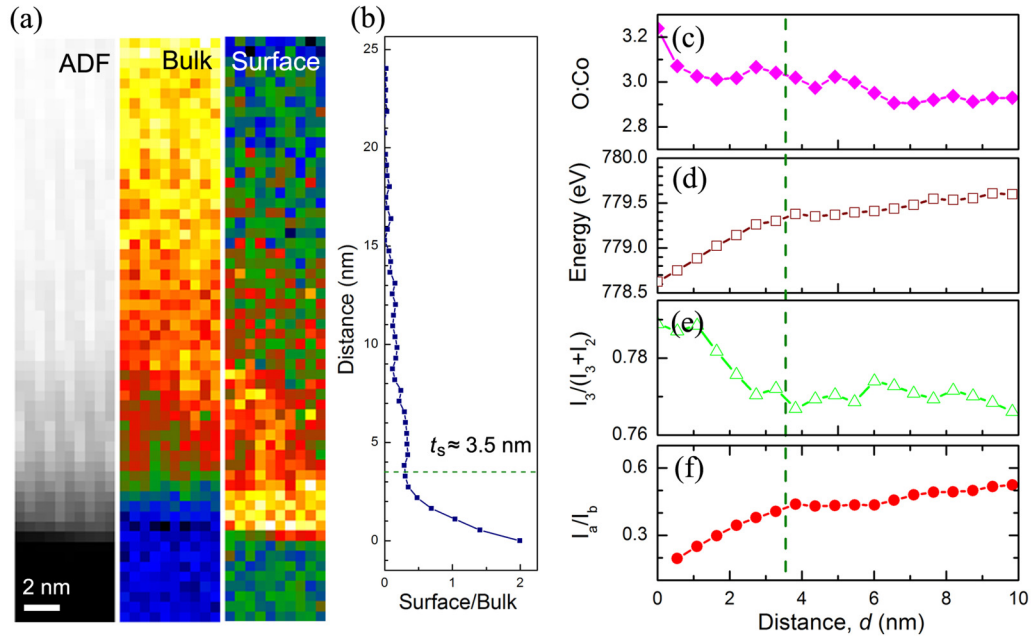 (a)
ADF
Bulk
Surface
2 nm
(b)
25
20
15
10
5
0
Distance (nm)
tₛ ≈ 3.5 nm
0
1
2
Surface/Bulk
(c)
3.2
3.0
2.8
O:Co
(d)
780.0
779.5
779.0
778.5
Energy (eV)
(e)
0.78
0.76
I₃/(I₃+I₂)
(f)
0.6
0.3
Iₐ/I_b
0
2
4
6
8
10
Distance, d (nm)